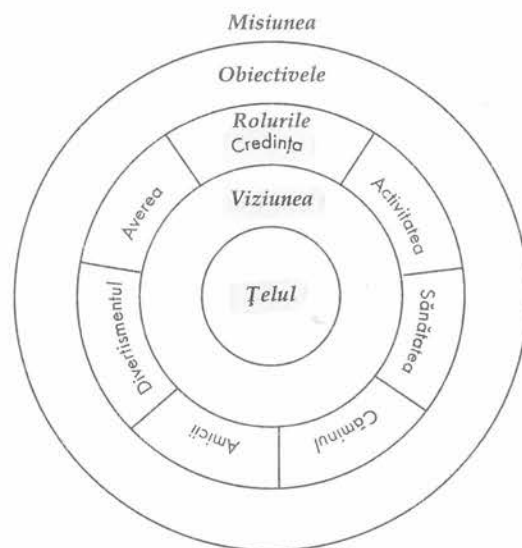 Misiunea
Obiectivele
Rolurile
Credința
Activitatea
Sănătatea
Căminul
Amicii
Divertismentul
Averea
Viziunea
Țelul